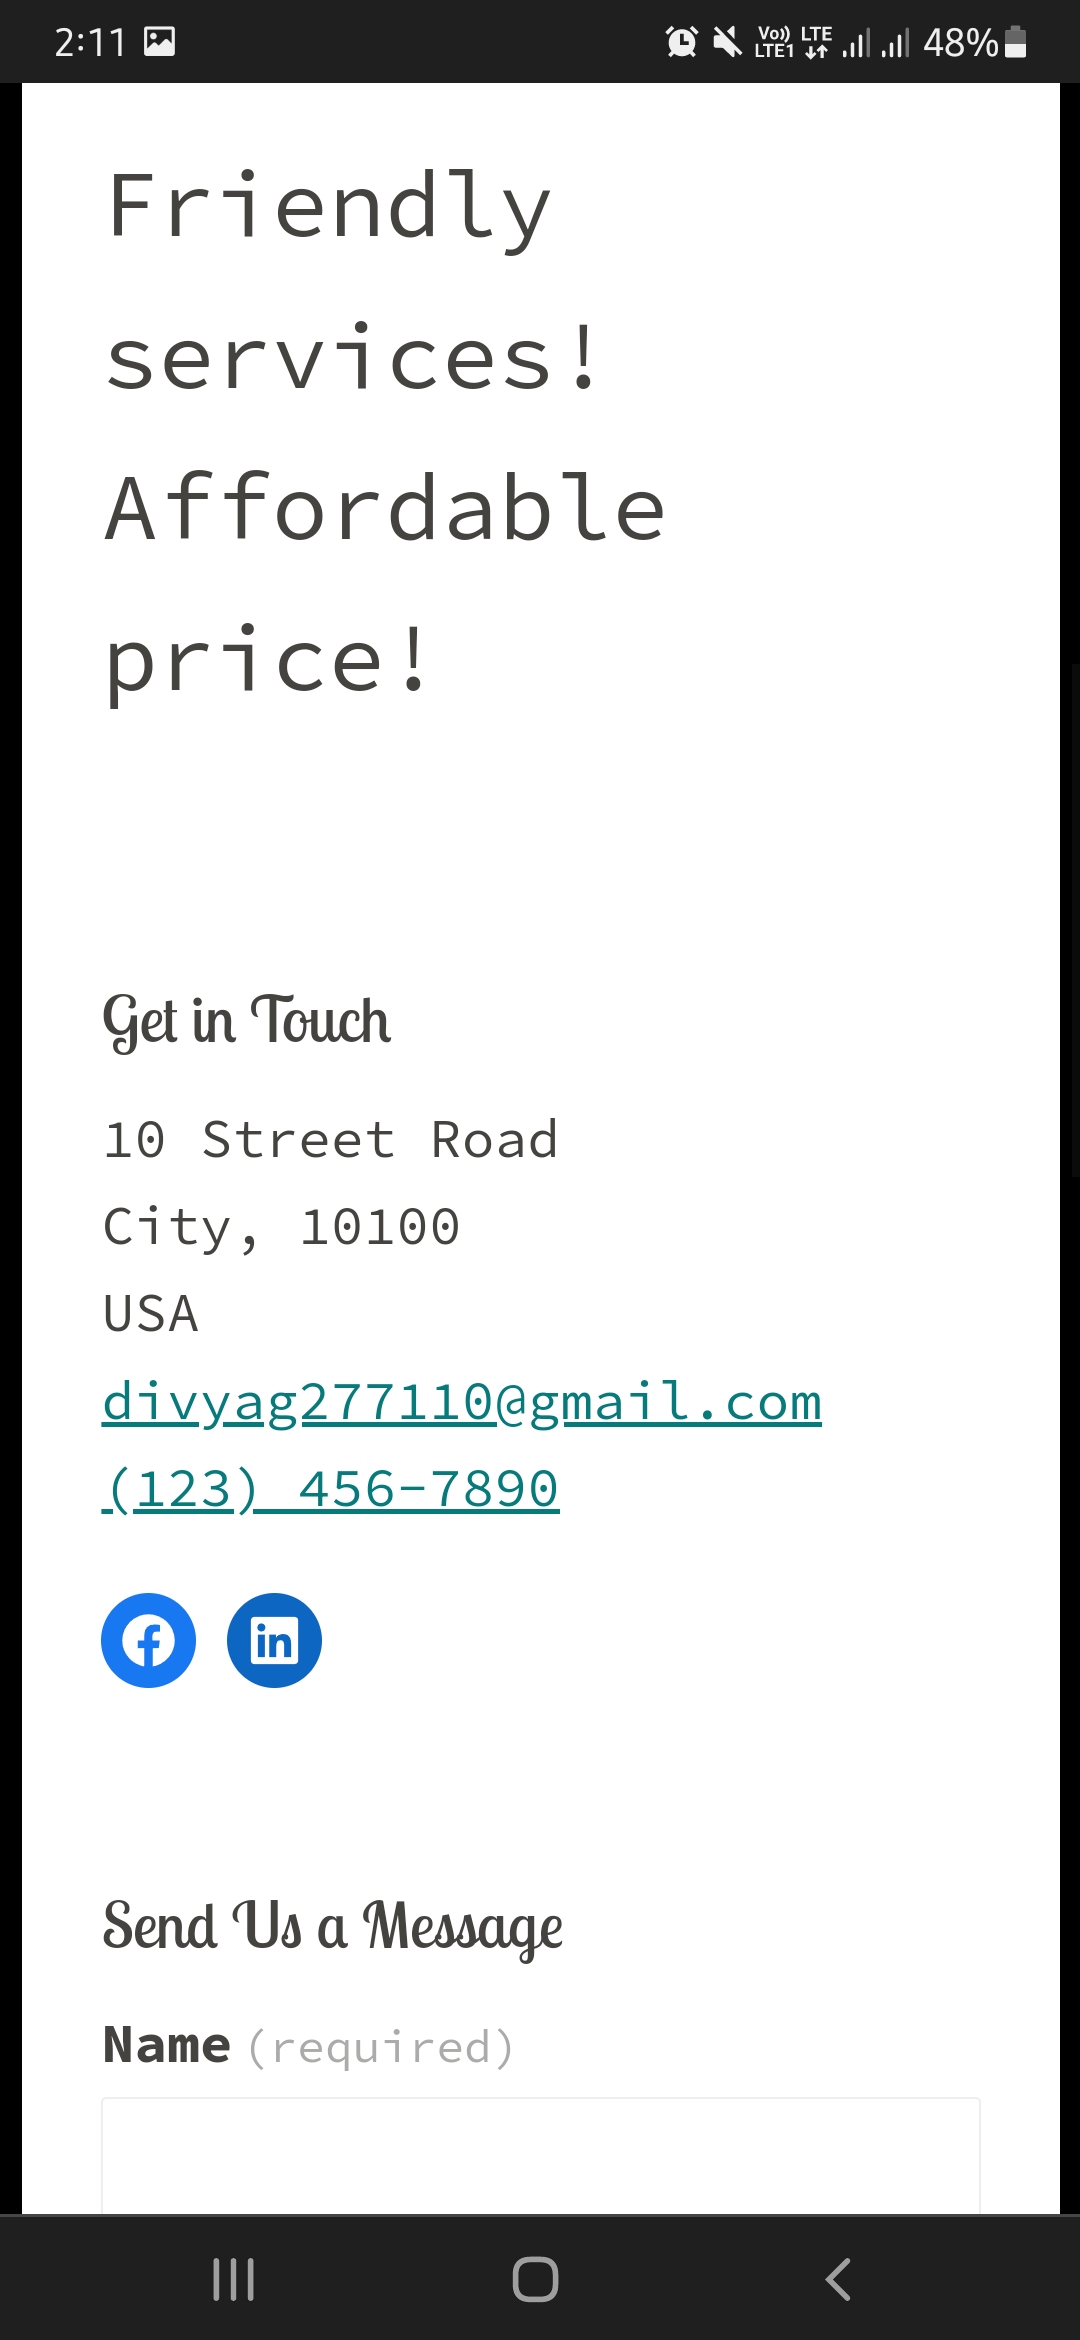 2:11 Vo)) LTE LTE1 48%
Friendly
services!
Affordable
price!
Get in Touch
10 Street Road
City, 10100
USA
divyag277110@gmail.com
(123) 456-7890
in
Send Us a Message
Name (required)